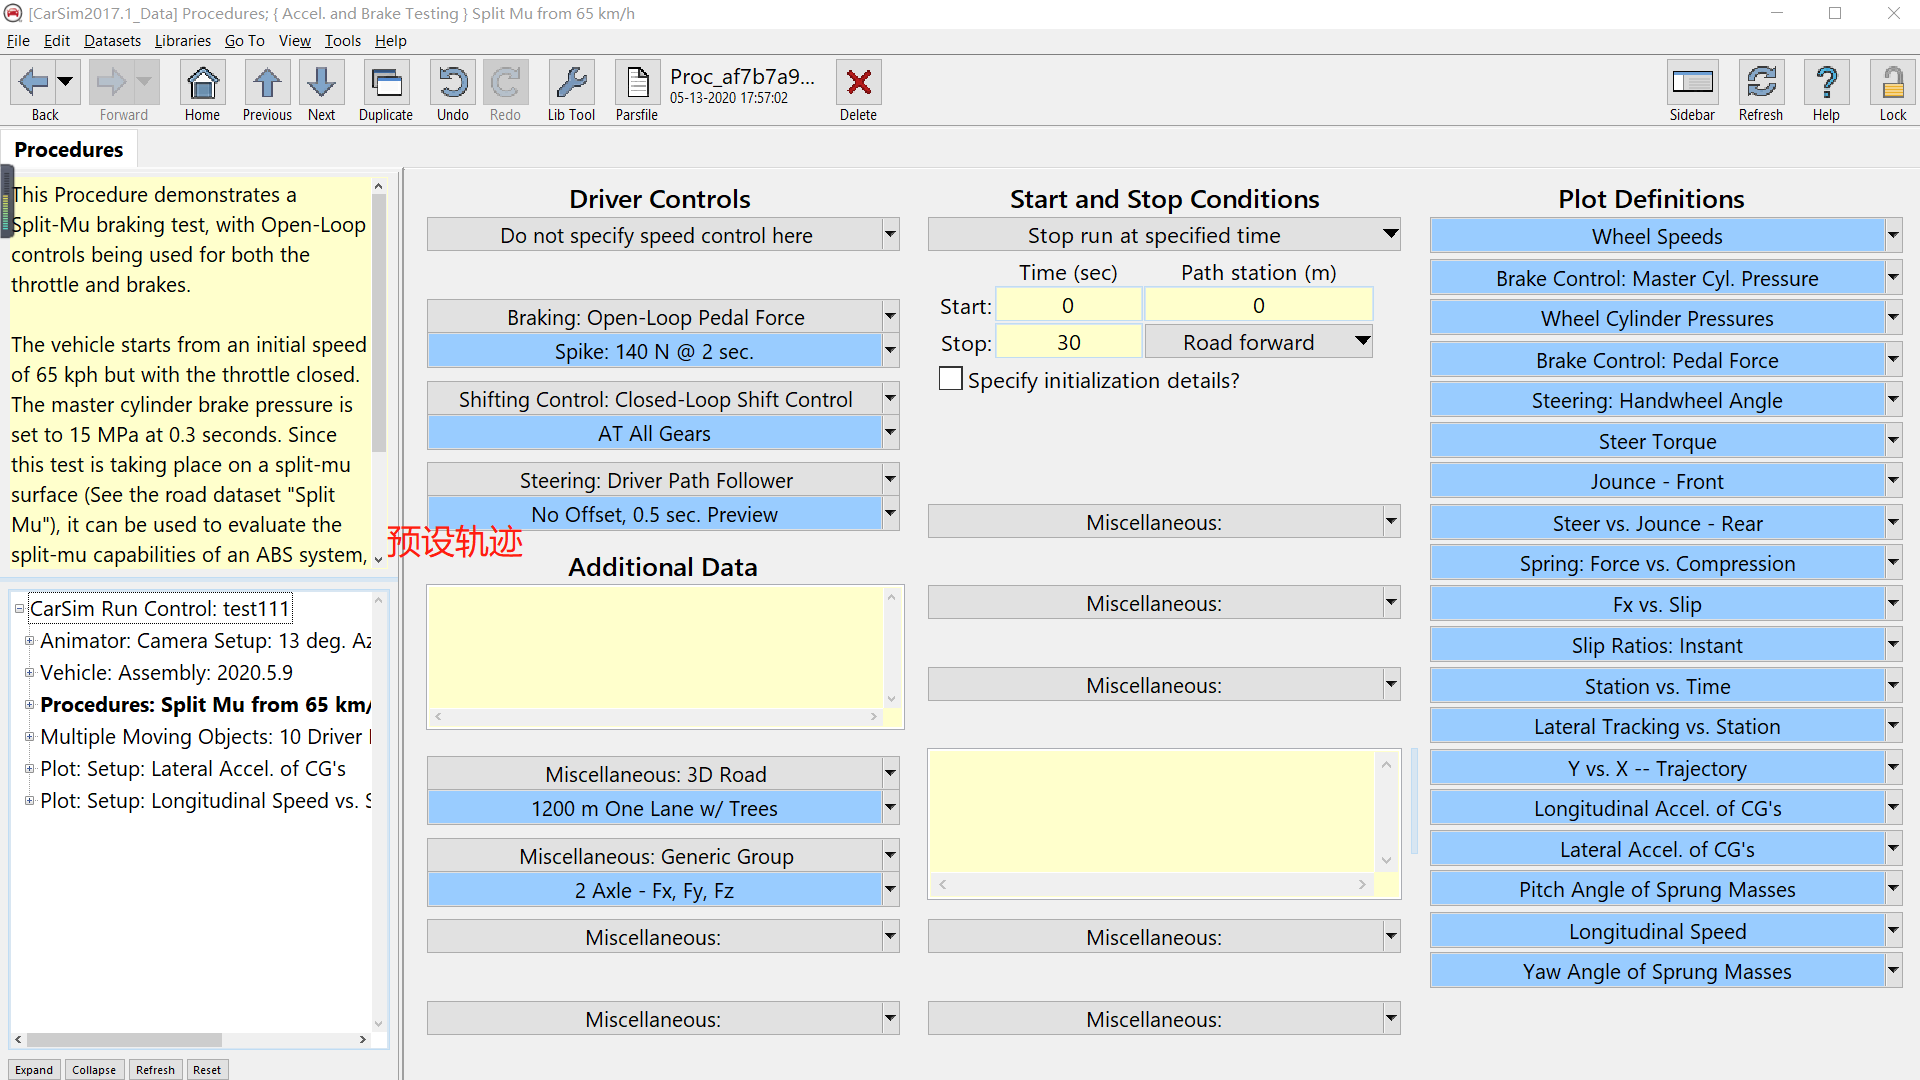 [CarSim2017.1_Data] Procedures; { Accel. and Brake Testing } Split Mu from 65 km/h
File Edit Datasets Libraries Go To View Tools Help
Back Forward Home Previous Next Duplicate Undo Redo Lib Tool Parsfile
Proc_af7b7a9...
05-13-2020 17:57:02
Delete Sidebar Refresh Help Lock
Procedures
This Procedure demonstrates a
Split-Mu braking test, with Open-Loop
controls being used for both the
throttle and brakes.
The vehicle starts from an initial speed
of 65 kph but with the throttle closed.
The master cylinder brake pressure is
set to 15 MPa at 0.3 seconds. Since
this test is taking place on a split-mu
surface (See the road dataset "Split
Mu"), it can be used to evaluate the
split-mu capabilities of an ABS system,
CarSim Run Control: test111
Animator: Camera Setup: 13 deg. Az
Vehicle: Assembly: 2020.5.9
Procedures: Split Mu from 65 km/
Multiple Moving Objects: 10 Driver
Plot: Setup: Lateral Accel. of CG's
Plot: Setup: Longitudinal Speed vs. S
Expand Collapse Refresh Reset
Driver Controls
Do not specify speed control here
Braking: Open-Loop Pedal Force
Spike: 140 N @ 2 sec.
Shifting Control: Closed-Loop Shift Control
AT All Gears
Steering: Driver Path Follower
No Offset, 0.5 sec. Preview
预设轨迹
Additional Data
Miscellaneous: 3D Road
1200 m One Lane w/ Trees
Miscellaneous: Generic Group
2 Axle - Fx, Fy, Fz
Miscellaneous:
Miscellaneous:
Start and Stop Conditions
Stop run at specified time
Time (sec) Path station (m)
Start: 0 0
Stop: 30 Road forward
Specify initialization details?
Miscellaneous:
Miscellaneous:
Miscellaneous:
Miscellaneous:
Miscellaneous:
Plot Definitions
Wheel Speeds
Brake Control: Master Cyl. Pressure
Wheel Cylinder Pressures
Brake Control: Pedal Force
Steering: Handwheel Angle
Steer Torque
Jounce - Front
Steer vs. Jounce - Rear
Spring: Force vs. Compression
Fx vs. Slip
Slip Ratios: Instant
Station vs. Time
Lateral Tracking vs. Station
Y vs. X -- Trajectory
Longitudinal Accel. of CG's
Lateral Accel. of CG's
Pitch Angle of Sprung Masses
Longitudinal Speed
Yaw Angle of Sprung Masses